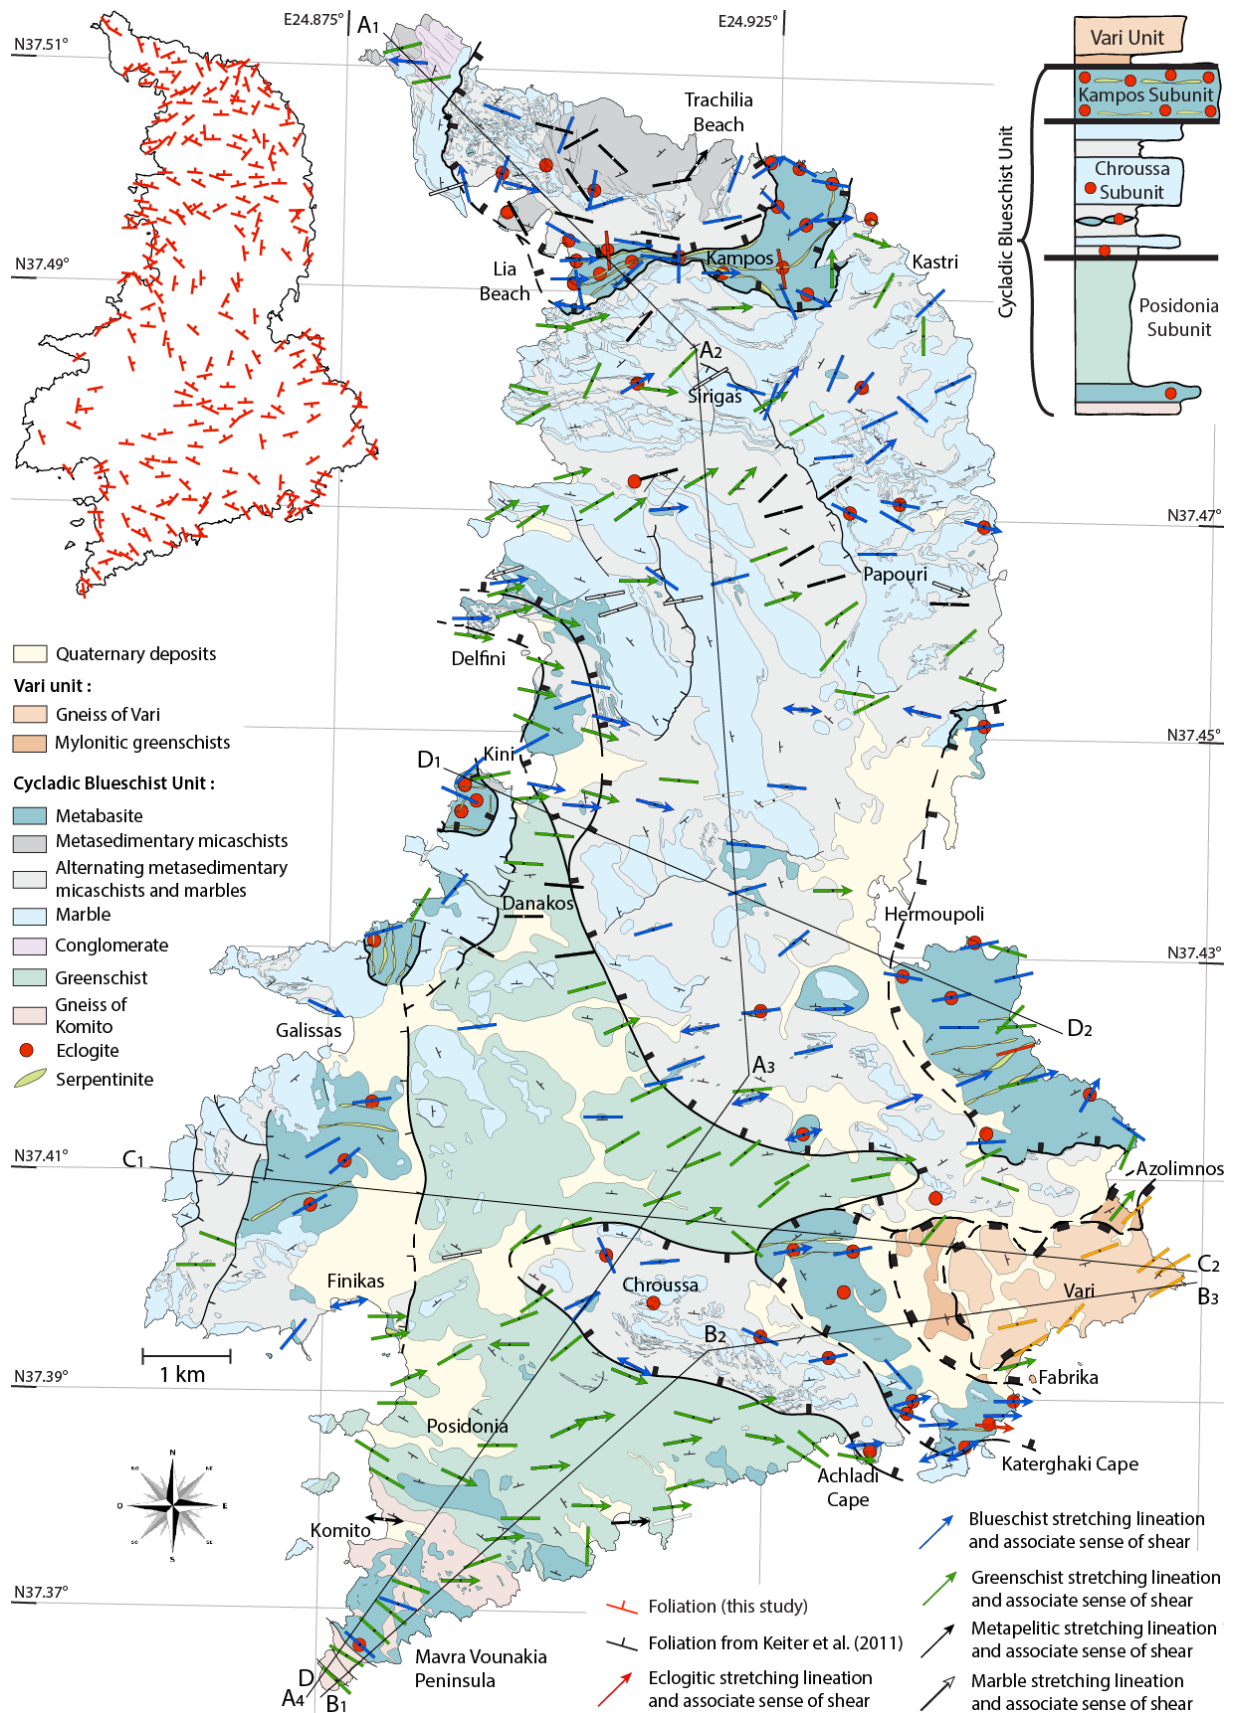 E24.875°
A1
E24.925°
N37.51°
Vari Unit
Kampos Subunit
Trachilia
Beach
Chroussa
Subunit
Cycladic Blueschist Unit
N37.49°
Lia
Beach
Kampos
Kastri
Posidonia
Subunit
A2
Sirigas
N37.47°
Papouri
Delfini
Quaternary deposits
Vari unit :
Gneiss of Vari
Mylonitic greenschists
N37.45°
Kini
D1
Cycladic Blueschist Unit :
Metabasite
Metasedimentary micaschists
Alternating metasedimentary
micaschists and marbles
Marble
Conglomerate
Greenschist
Gneiss of
Komito
Eclogite
Serpentinite
Danakos
Hermoupoli
N37.43°
Galissas
D2
A3
N37.41°
C1
Azolimnos
Finikas
Chroussa
Vari
C2
B3
B2
1 km
N37.39°
Fabrika
Posidonia
Katerghaki Cape
Achladi
Cape
N
O
E
S
Komito
Blueschist stretching lineation
and associate sense of shear
N37.37°
Greenschist stretching lineation
and associate sense of shear
Foliation (this study)
Metapelitic stretching lineation
and associate sense of shear
Foliation from Keiter et al. (2011)
Mavra Vounakia
Peninsula
Eclogitic stretching lineation
and associate sense of shear
Marble stretching lineation
and associate sense of shear
D
A4
B1